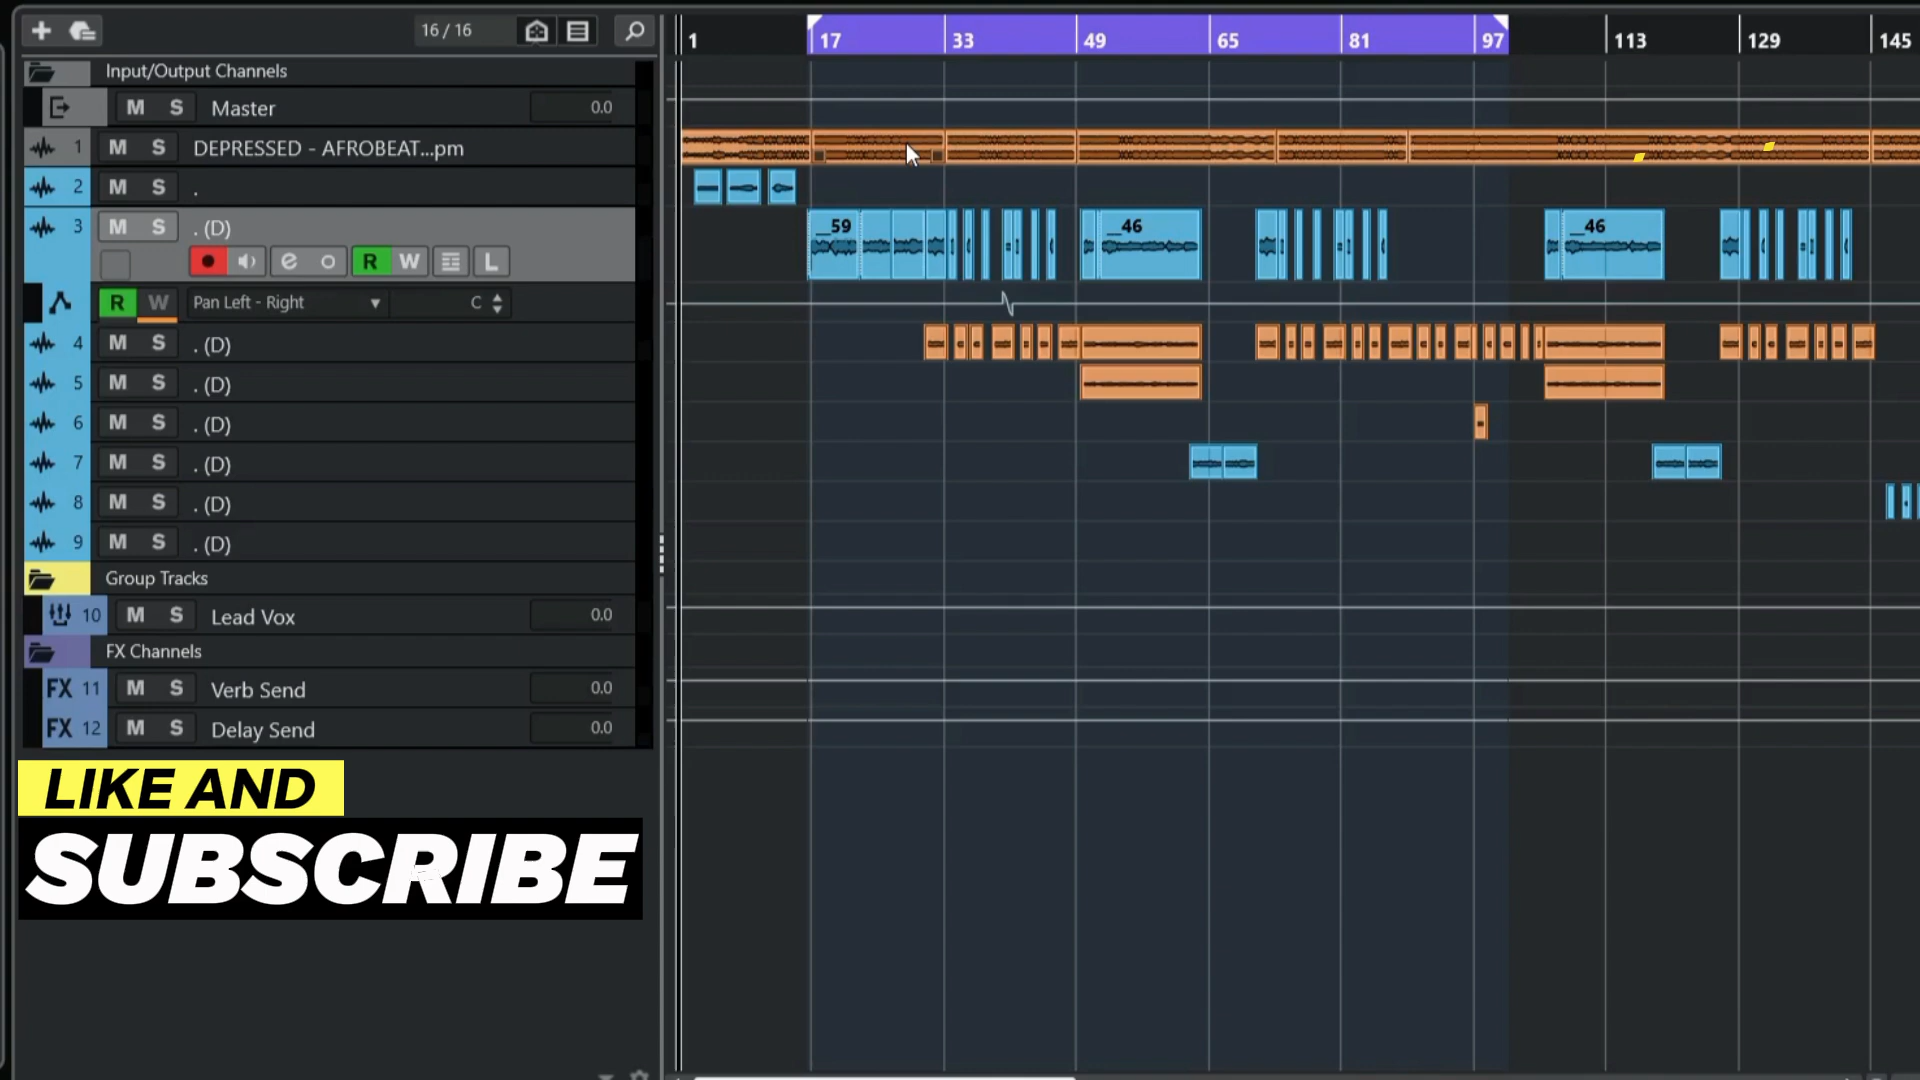 16 / 16
1 17 33 49 65 81 97 113 129 145
Input/Output Channels
M S Master 0.0
1 M S DEPRESSED - AFROBEAT...pm
2 M S .
3 M S . (D)
__59 __46 __46
e R W L
R W Pan Left - Right C
4 M S . (D)
5 M S . (D)
6 M S . (D)
7 M S . (D)
8 M S . (D)
9 M S . (D)
Group Tracks
10 M S Lead Vox 0.0
FX Channels
FX 11 M S Verb Send 0.0
FX 12 M S Delay Send 0.0
LIKE AND
SUBSCRIBE